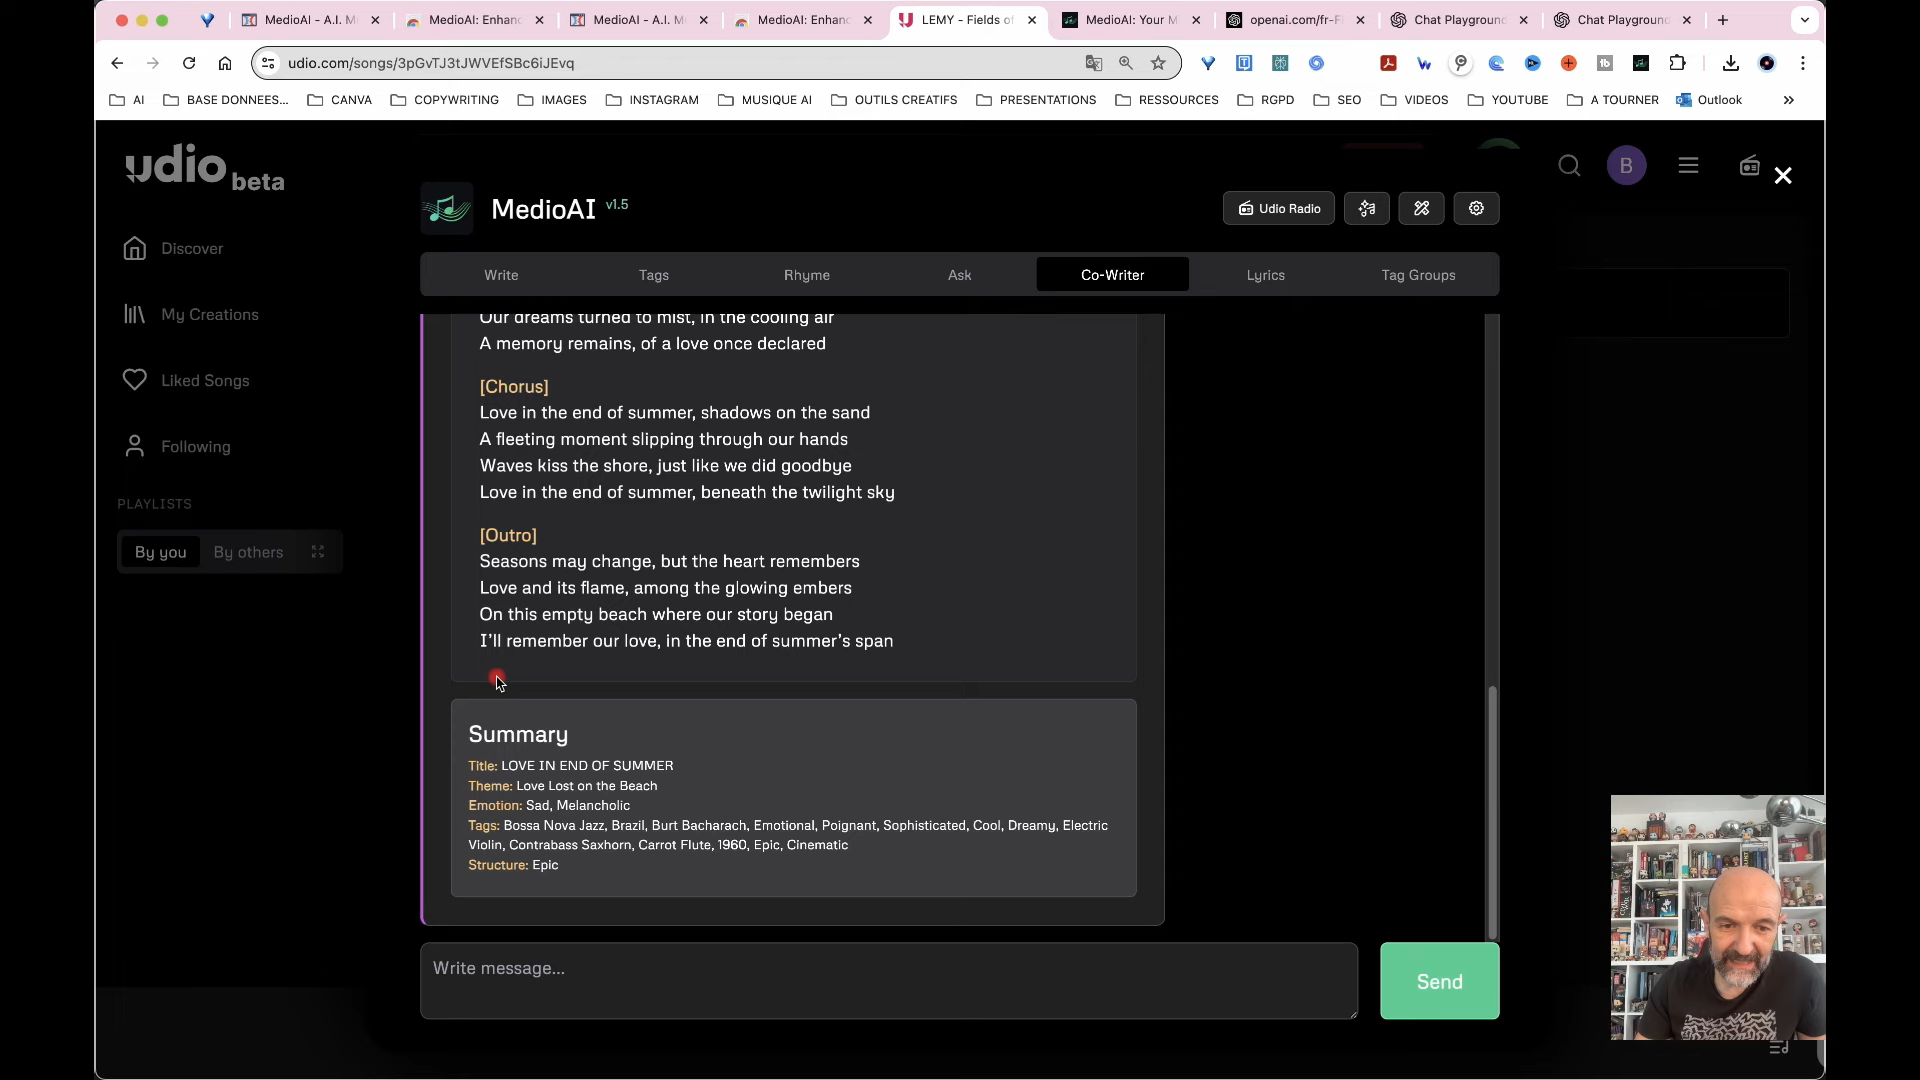 MedioAI - A.I. M
MedioAI: Enhanc
MedioAI - A.I. M
MedioAI: Enhanc
LEMY - Fields of
MedioAI: Your M
openai.com/fr-F
Chat Playground
Chat Playground
udio.com/songs/3pGvTJ3tJWVEfSBc6iJEvq
AI
BASE DONNEES...
CANVA
COPYWRITING
IMAGES
INSTAGRAM
MUSIQUE AI
OUTILS CREATIFS
PRESENTATIONS
RESSOURCES
RGPD
SEO
VIDEOS
YOUTUBE
A TOURNER
Outlook
udio beta
B
Discover
My Creations
Liked Songs
Following
PLAYLISTS
By you
By others
MedioAI v1.5
Udio Radio
Write
Tags
Rhyme
Ask
Co-Writer
Lyrics
Tag Groups
Our dreams turned to mist, in the cooling air
A memory remains, of a love once declared
[Chorus]
Love in the end of summer, shadows on the sand
A fleeting moment slipping through our hands
Waves kiss the shore, just like we did goodbye
Love in the end of summer, beneath the twilight sky
[Outro]
Seasons may change, but the heart remembers
Love and its flame, among the glowing embers
On this empty beach where our story began
I'll remember our love, in the end of summer's span
Summary
Title: LOVE IN END OF SUMMER
Theme: Love Lost on the Beach
Emotion: Sad, Melancholic
Tags: Bossa Nova Jazz, Brazil, Burt Bacharach, Emotional, Poignant, Sophisticated, Cool, Dreamy, Electric
Violin, Contrabass Saxhorn, Carrot Flute, 1960, Epic, Cinematic
Structure: Epic
Write message...
Send